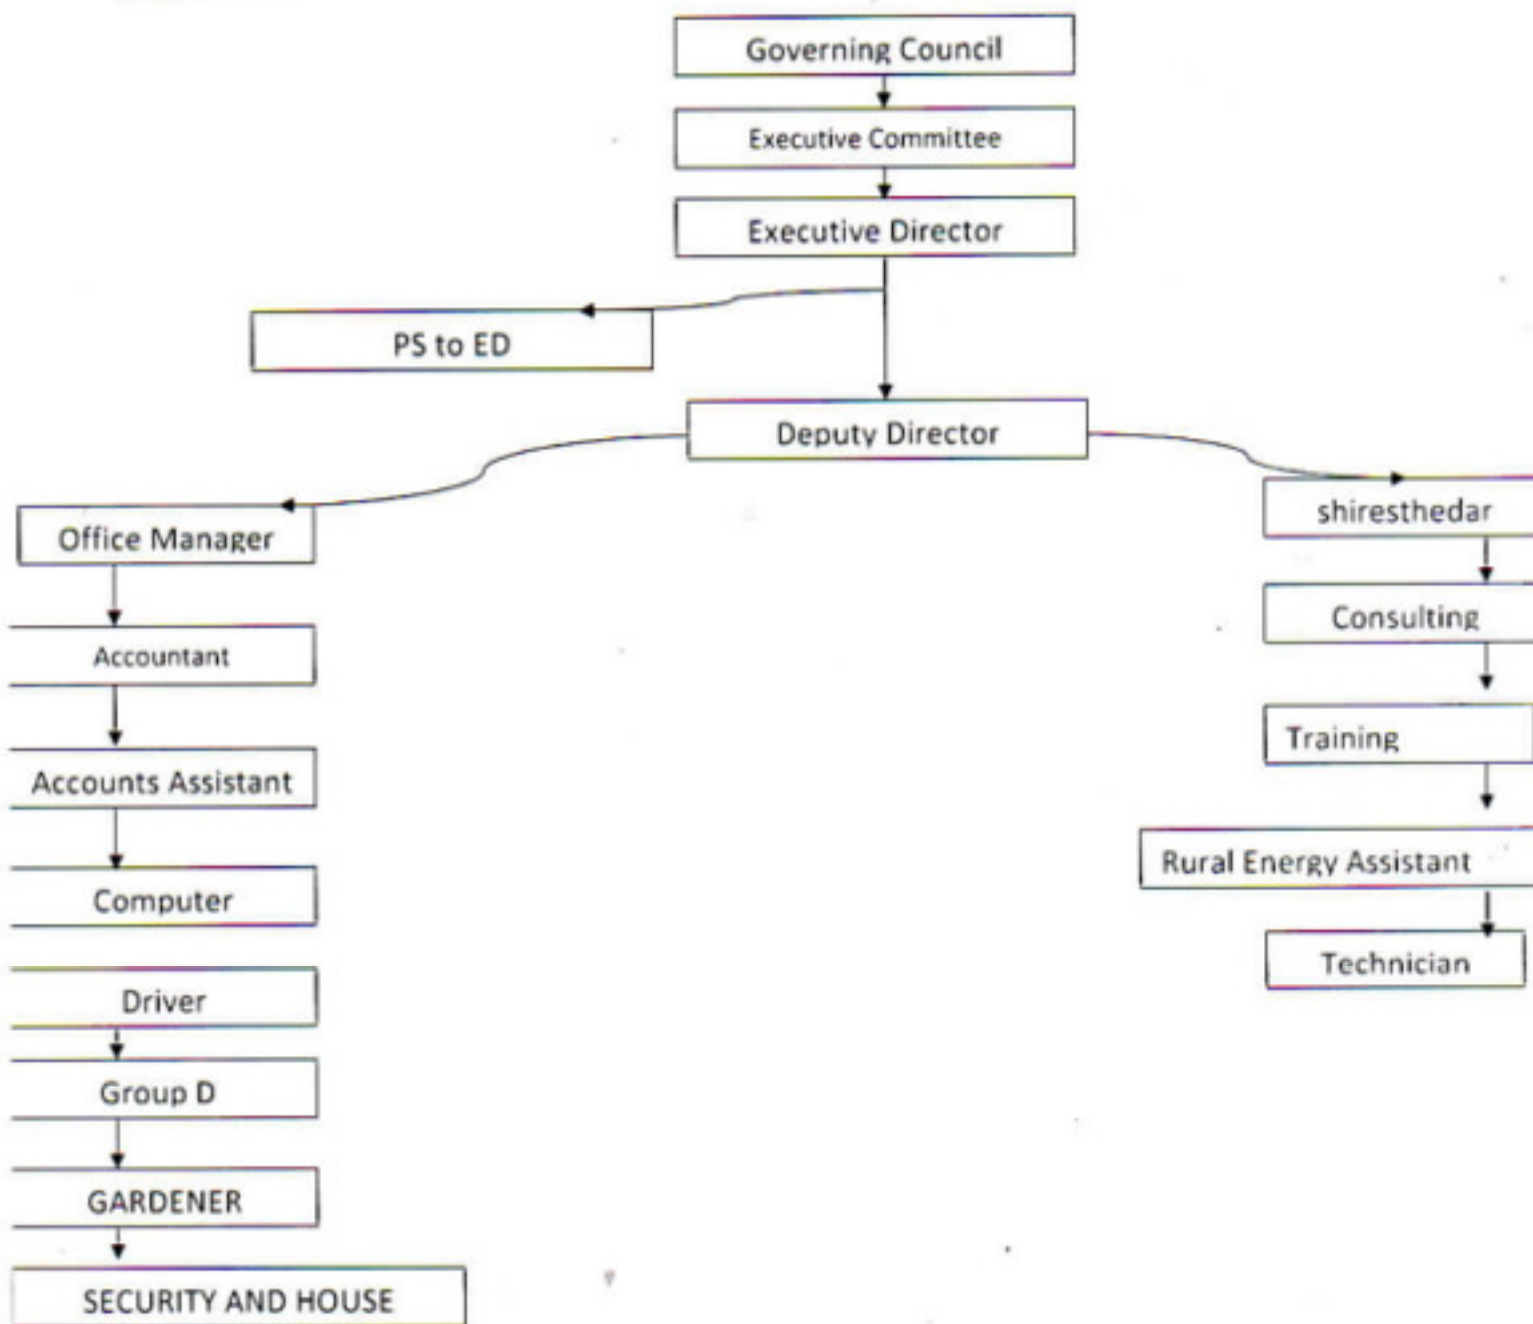 Governing Council
Executive Committee
Executive Director
PS to ED
Deputy Director
Office Manager
Accountant
Accounts Assistant
Computer
Driver
Group D
GARDENER
SECURITY AND HOUSE
shiresthedar
Consulting
Training
Rural Energy Assistant
Technician